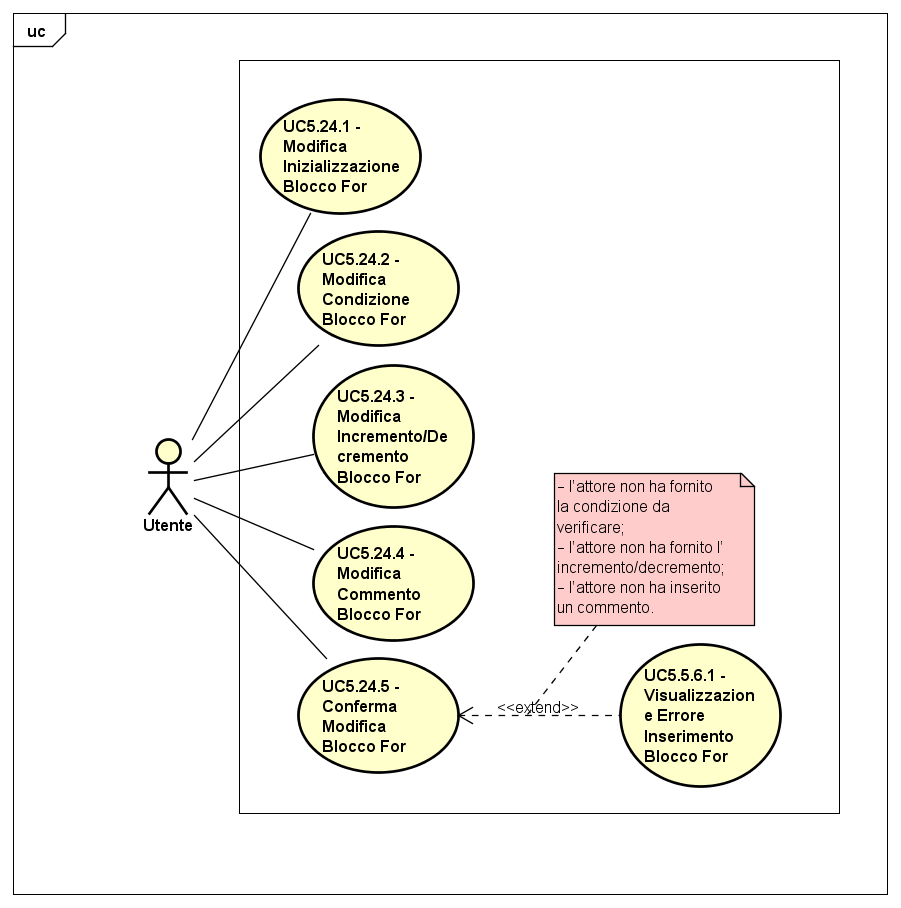 uc
UC5.24.1 -
Modifica
Inizializzazione
Blocco For
UC5.24.2 -
Modifica
Condizione
Blocco For
UC5.24.3 -
Modifica
Incremento/De
cremento
Blocco For
Utente
UC5.24.4 -
Modifica
Commento
Blocco For
UC5.24.5 -
Conferma
Modifica
Blocco For
– l'attore non ha fornito
la condizione da
verificare;
– l'attore non ha fornito l'
incremento/decremento;
– l'attore non ha inserito
un commento.
<<extend>>
UC5.5.6.1 -
Visualizzazion
e Errore
Inserimento
Blocco For